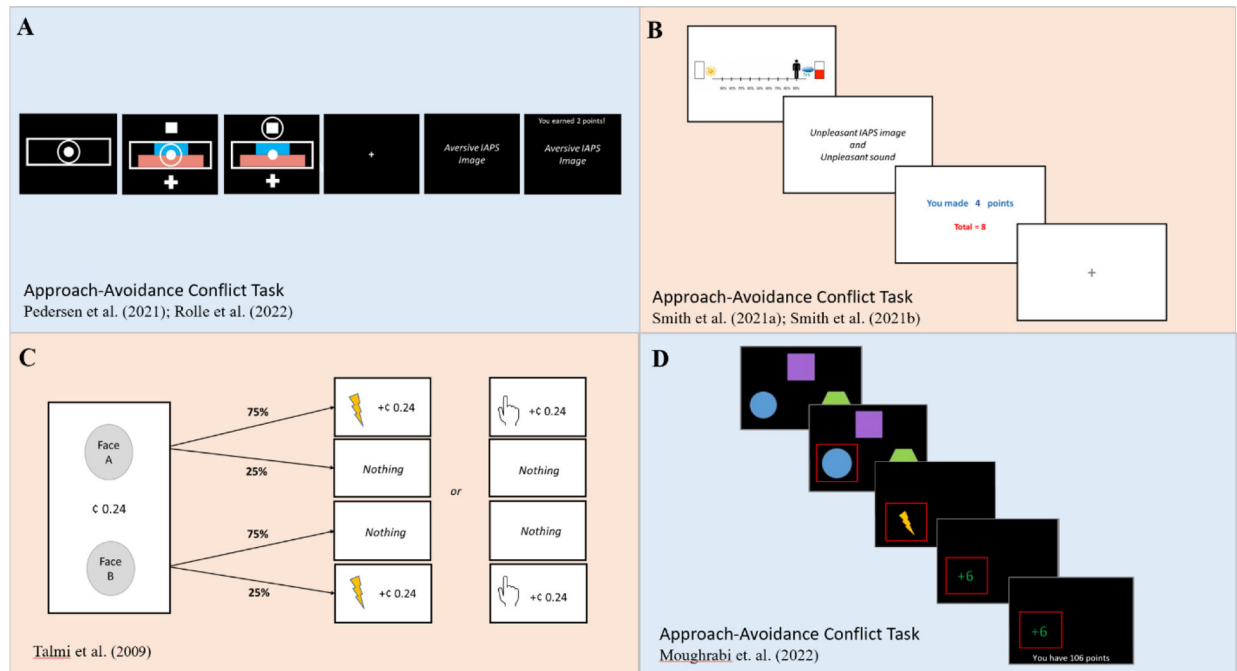 A
You earned 2 points!
Aversive IAPS
Image
Aversive IAPS
Image
Approach-Avoidance Conflict Task
Pedersen et al. (2021); Rolle et al. (2022)
B
Unpleasant IAPS image
and
Unpleasant sound
You made 4 points
Total = 8
Approach-Avoidance Conflict Task
Smith et al. (2021a); Smith et al. (2021b)
C
Face
A
¢ 0.24
Face
B
75%
25%
75%
25%
+¢ 0.24
Nothing
Nothing
+¢ 0.24
or
+¢ 0.24
Nothing
Nothing
+¢ 0.24
Talmi et al. (2009)
D
+6
+6
You have 106 points
Approach-Avoidance Conflict Task
Moughrabi et. al. (2022)